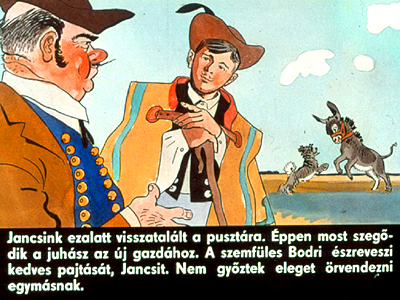 Jancsink ezalatt visszatalált a pusztára. Éppen most szegő-
dik a juhász az új gazdához. A szemfüles Bodri észreveszi
kedves pajtását, Jancsit. Nem győztek eleget örvendezni
egymásnak.